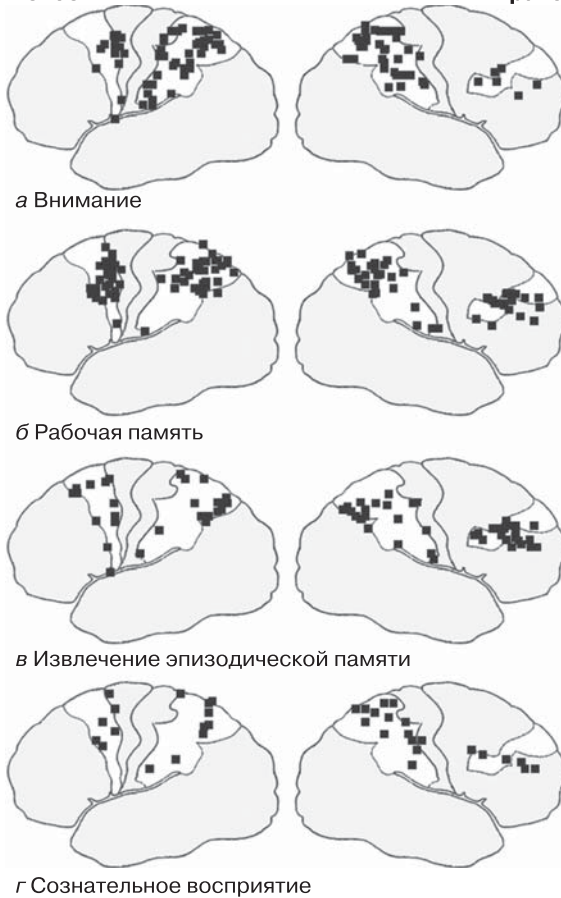 а Внимание
б Рабочая память
в Извлечение эпизодической памяти
г Сознательное восприятие